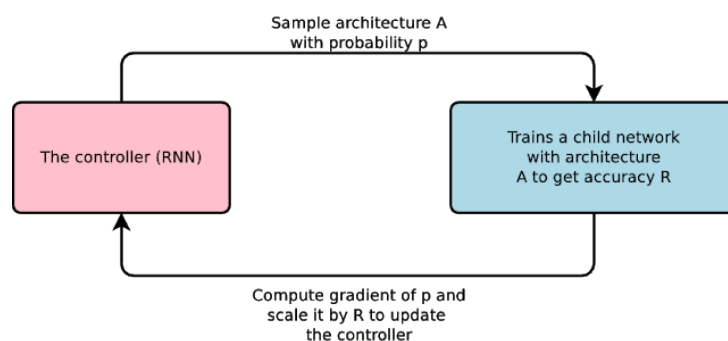 Sample architecture A
with probability p
The controller (RNN)
Trains a child network
with architecture
A to get accuracy R
Compute gradient of p and
scale it by R to update
the controller